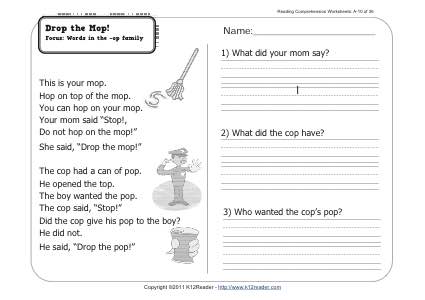 Reading Comprehension Worksheets: A-10 of 36
Drop the Mop!
Focus: Words in the -op family
Name:
This is your mop.
Hop on top of the mop.
You can hop on your mop.
Your mom said “Stop!,
Do not hop on the mop!”
She said, “Drop the mop!”
The cop had a can of pop.
He opened the top.
The boy wanted the pop.
The cop said, “Stop!”
Did the cop give his pop to the boy?
He did not.
He said, “Drop the pop!”
1) What did your mom say?
2) What did the cop have?
3) Who wanted the cop’s pop?
Copyright ©2011 K12Reader - http://www.k12reader.com